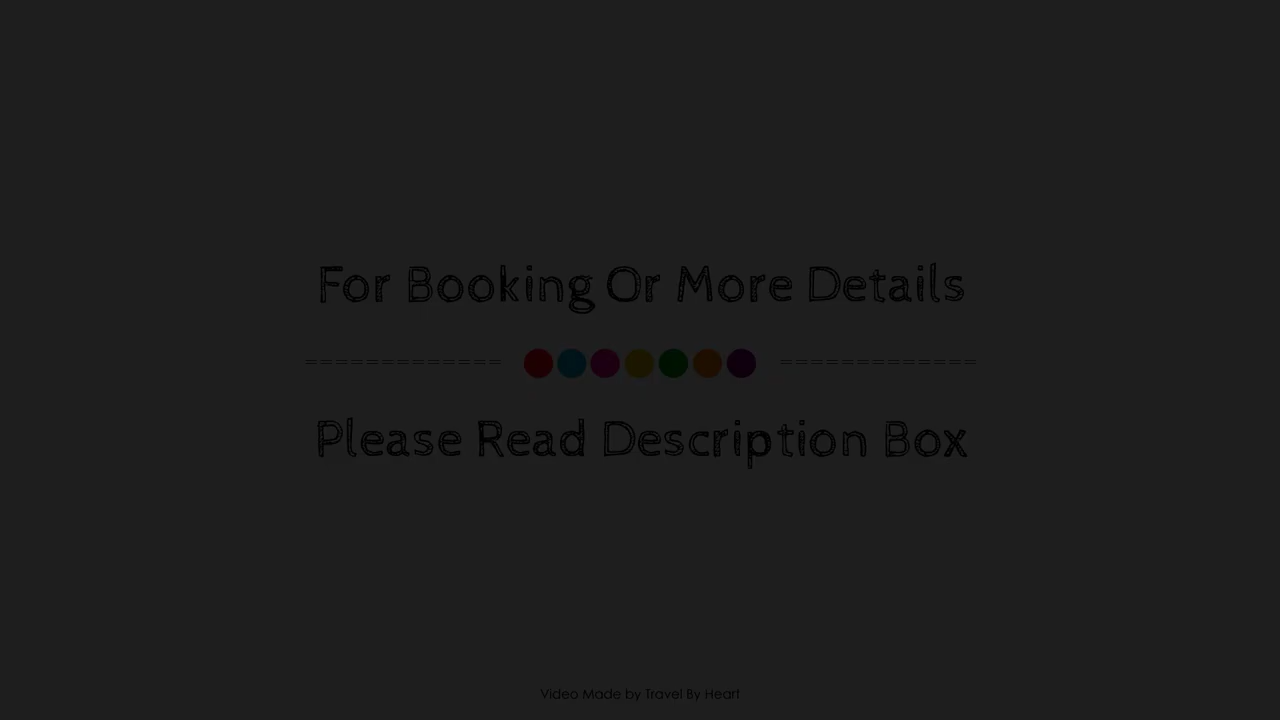 For Booking Or More Details
============= =============
Please Read Description Box
Video Made by Travel By Heart